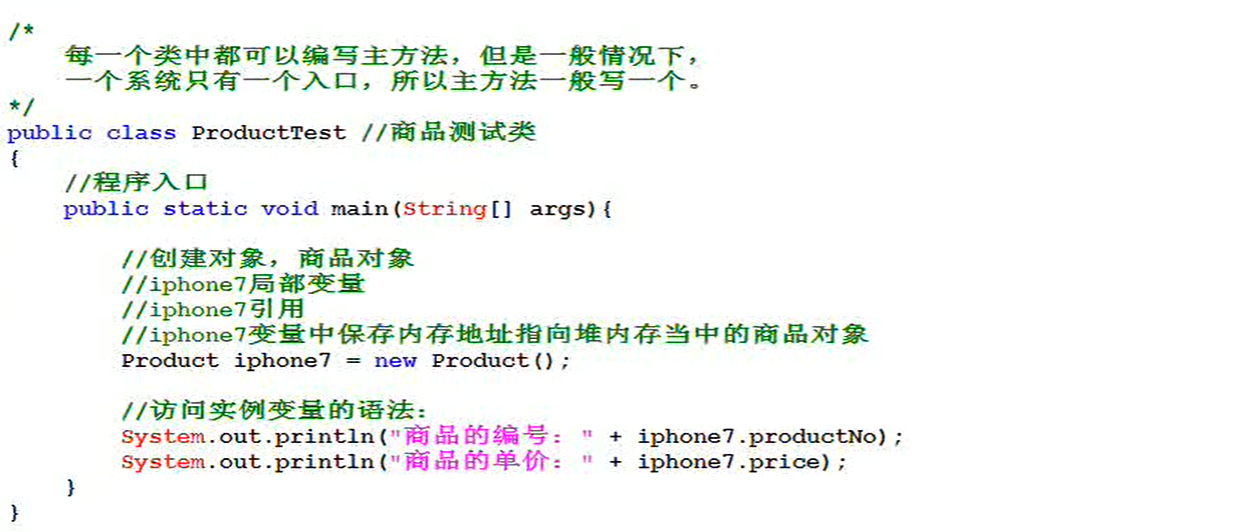 /*
    每一个类中都可以编写主方法，但是一般情况下，
    一个系统只有一个入口，所以主方法一般写一个。
*/
public class ProductTest //商品测试类
{
    //程序入口
    public static void main(String[] args){

        //创建对象，商品对象
        //iphone7局部变量
        //iphone7引用
        //iphone7变量中保存内存地址指向堆内存当中的商品对象
        Product iphone7 = new Product();

        //访问实例变量的语法：
        System.out.println("商品的编号：" + iphone7.productNo);
        System.out.println("商品的单价：" + iphone7.price);
    }
}